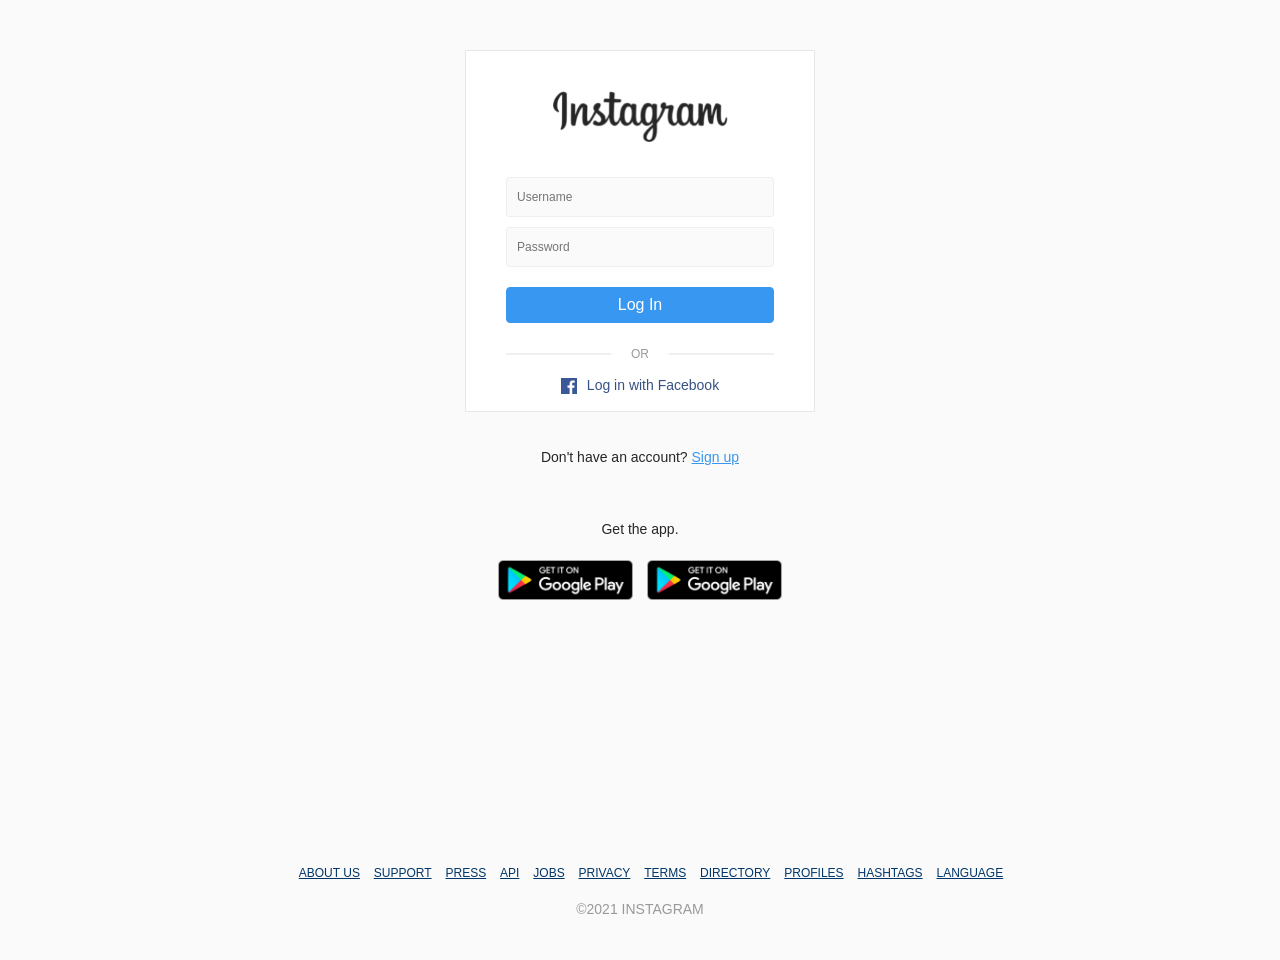 Instagram
Username
Password
Log In
OR
Log in with Facebook
Don't have an account? Sign up
Get the app.
GET IT ON GET IT ON
Google Play Google Play
ABOUT US SUPPORT PRESS API JOBS PRIVACY TERMS DIRECTORY PROFILES HASHTAGS LANGUAGE
©2021 INSTAGRAM